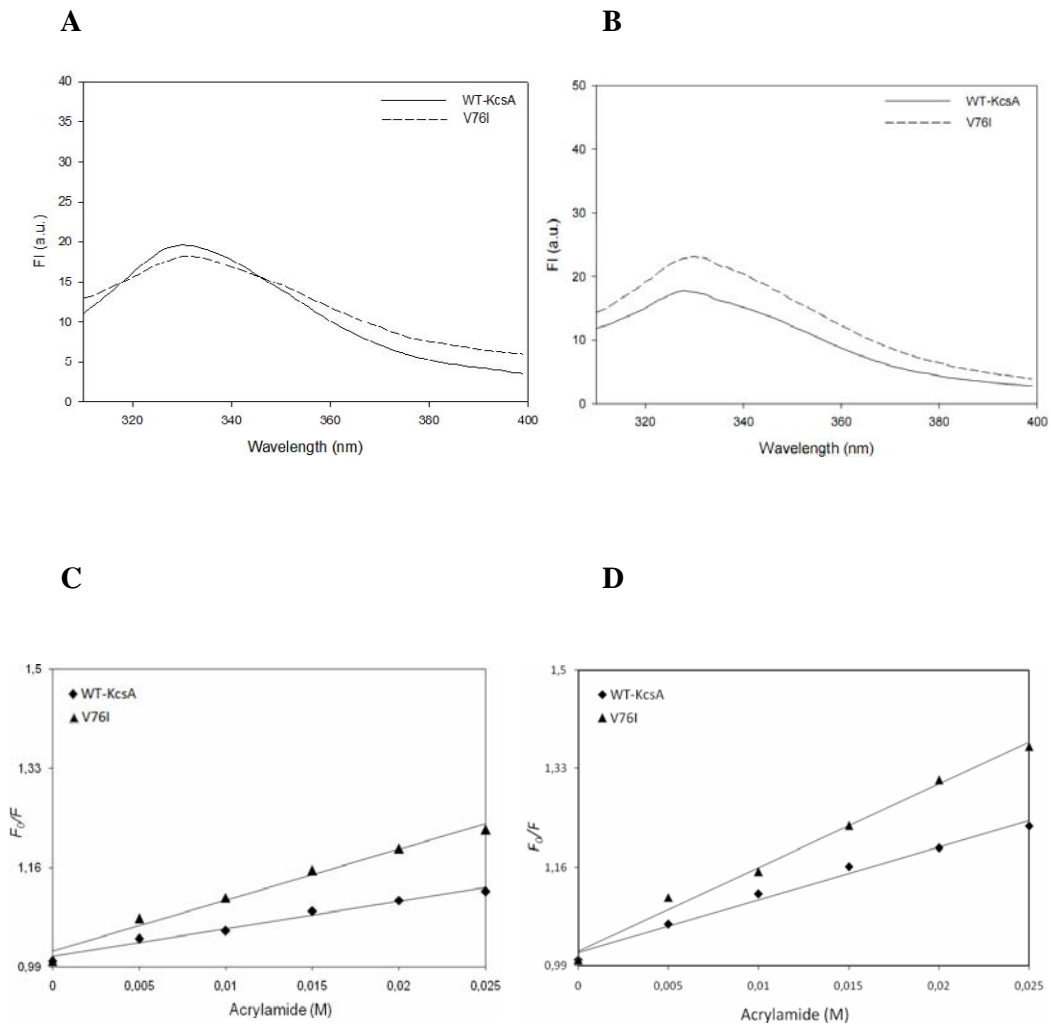 A
40
35
30
25
20
15
10
5
0
FI (a.u.)
WT-KcsA
V76I
320
340
360
380
400
Wavelength (nm)
B
50
40
30
20
10
0
FI (a.u.)
WT-KcsA
V76I
320
340
360
380
400
Wavelength (nm)
C
1,5
1,33
1,16
0,99
F0/F
WT-KcsA
V76I
0
0,005
0,01
0,015
0,02
0,025
Acrylamide (M)
D
1,5
1,33
1,16
0,99
F0/F
WT-KcsA
V76I
0
0,005
0,01
0,015
0,02
0,025
Acrylamide (M)